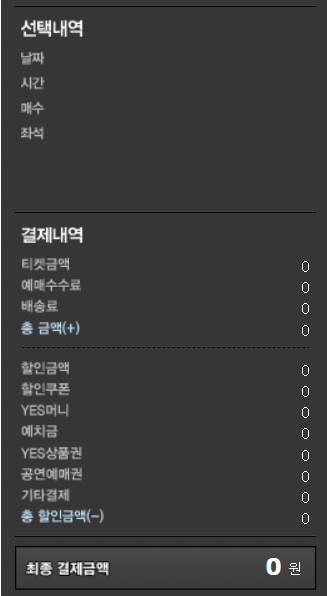 선택내역
날짜
시간
매수
좌석
결제내역
티켓금액 0
예매수수료 0
배송료 0
총 금액(+) 0
할인금액 0
할인쿠폰 0
YES머니 0
예치금 0
YES상품권 0
공연예매권 0
기타결제 0
총 할인금액(-) 0
최종 결제금액 0 원